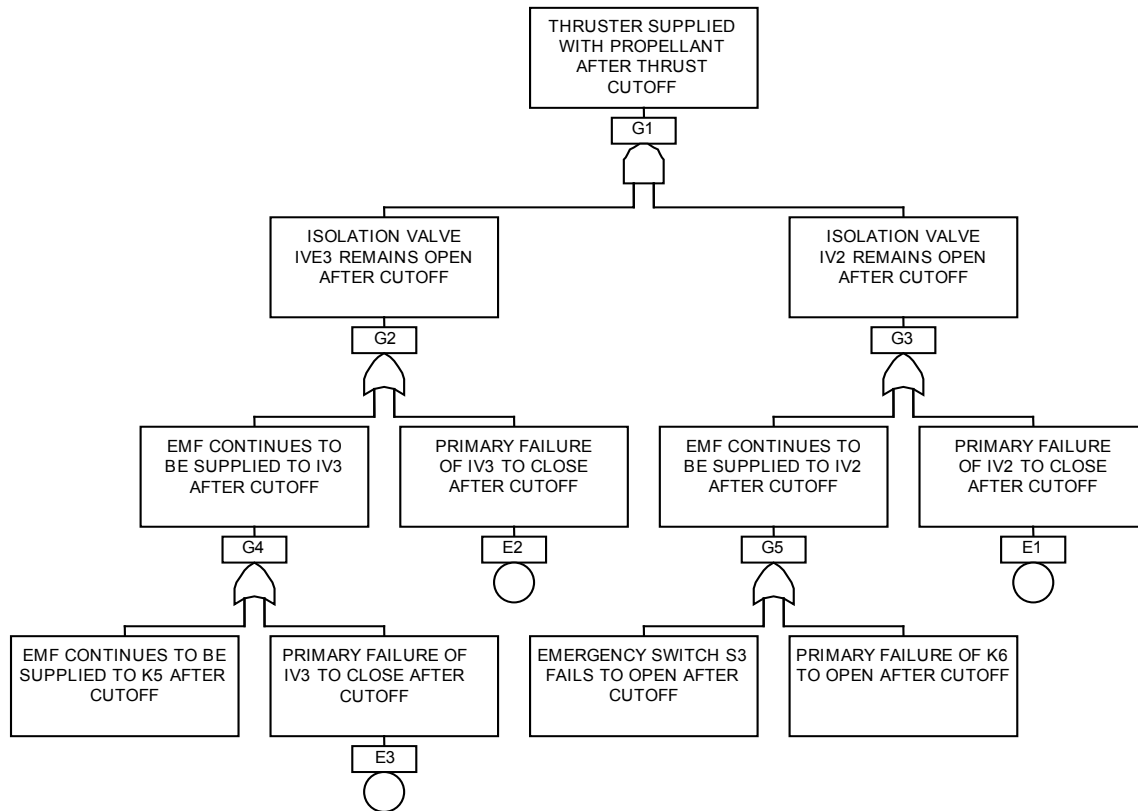 THRUSTER SUPPLIED
WITH PROPELLANT
AFTER THRUST
CUTOFF
G1
ISOLATION VALVE
IVE3 REMAINS OPEN
AFTER CUTOFF
ISOLATION VALVE
IV2 REMAINS OPEN
AFTER CUTOFF
G2
G3
EMF CONTINUES TO
BE SUPPLIED TO IV3
AFTER CUTOFF
PRIMARY FAILURE
OF IV3 TO CLOSE
AFTER CUTOFF
EMF CONTINUES TO
BE SUPPLIED TO IV2
AFTER CUTOFF
PRIMARY FAILURE
OF IV2 TO CLOSE
AFTER CUTOFF
G4
E2
G5
E1
EMF CONTINUES TO BE
SUPPLIED TO K5 AFTER
CUTOFF
PRIMARY FAILURE OF
IV3 TO CLOSE AFTER
CUTOFF
EMERGENCY SWITCH S3
FAILS TO OPEN AFTER
CUTOFF
PRIMARY FAILURE OF K6
TO OPEN AFTER CUTOFF
E3